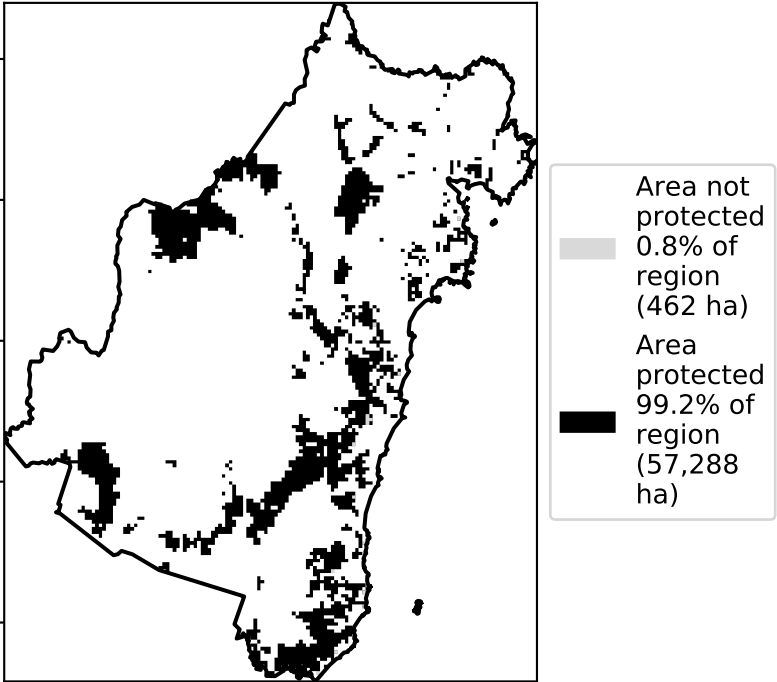 Area not
protected
0.8% of
region
(462 ha)
Area
protected
99.2% of
region
(57,288
ha)